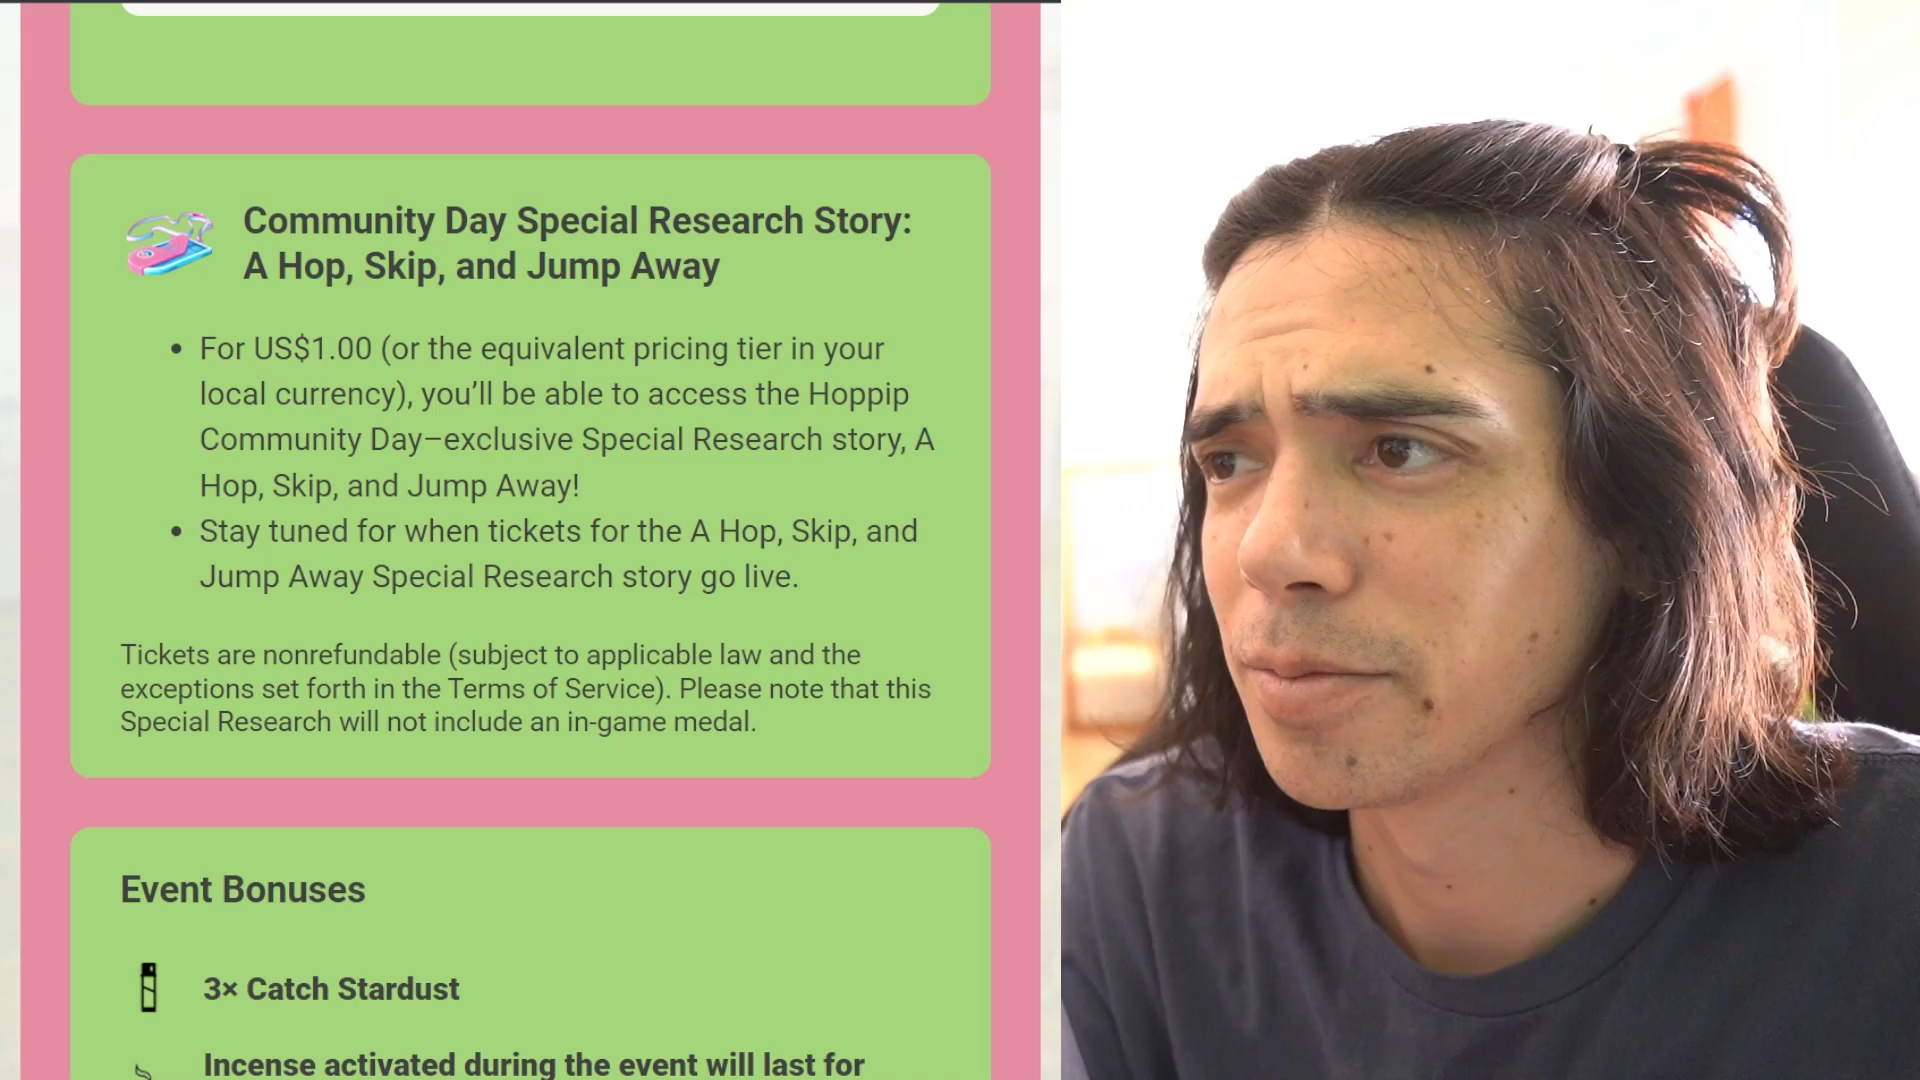 Community Day Special Research Story:
A Hop, Skip, and Jump Away
• For US$1.00 (or the equivalent pricing tier in your
local currency), you’ll be able to access the Hoppip
Community Day–exclusive Special Research story, A
Hop, Skip, and Jump Away!
• Stay tuned for when tickets for the A Hop, Skip, and
Jump Away Special Research story go live.
Tickets are nonrefundable (subject to applicable law and the
exceptions set forth in the Terms of Service). Please note that this
Special Research will not include an in-game medal.
Event Bonuses
3× Catch Stardust
Incense activated during the event will last for